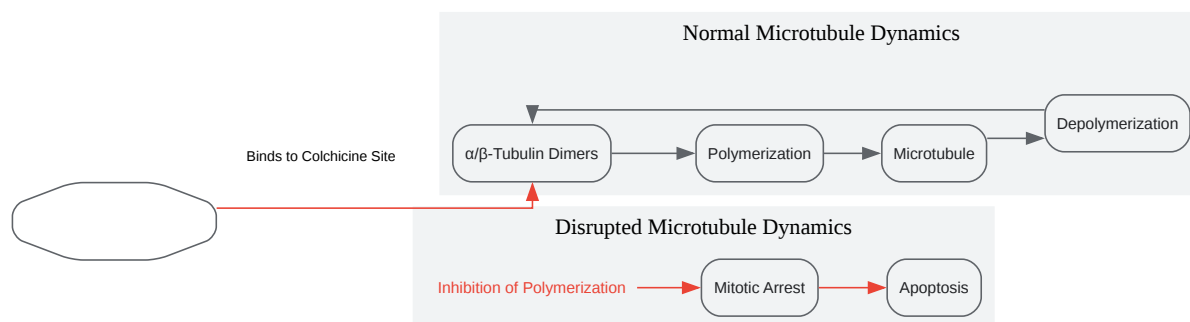 Normal Microtubule Dynamics
Depolymerization
Binds to Colchicine Site
α/β-Tubulin Dimers
Polymerization
Microtubule
Disrupted Microtubule Dynamics
Inhibition of Polymerization
Mitotic Arrest
Apoptosis